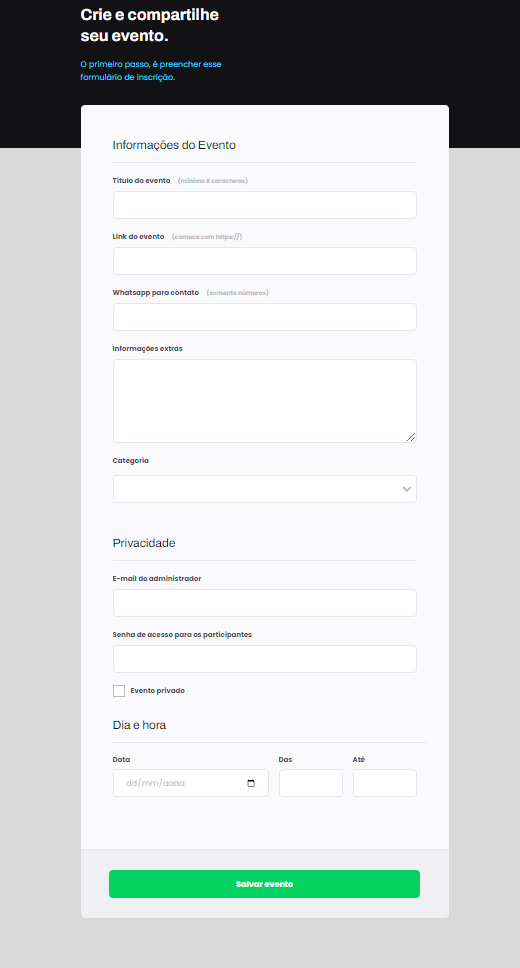 Crie e compartilhe
seu evento.
O primeiro passo, é preencher esse
formulário de inscrição.
Informações do Evento
Título do evento (mínimo 6 caracteres)
Link do evento (comece com https://)
Whatsapp para contato (somente números)
Informações extras
Categoria
Privacidade
E-mail do administrador
Senha de acesso para os participantes
Evento privado
Dia e hora
Data Das Até
dd/mm/aaaa
Salvar evento